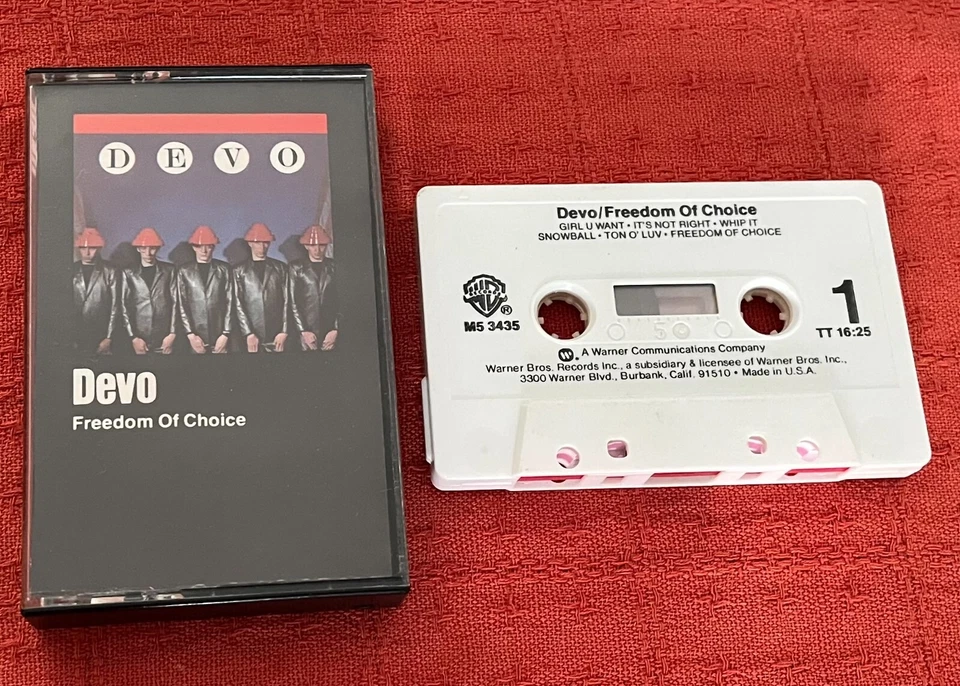 DEVO
Devo
Freedom Of Choice
Devo/Freedom Of Choice
GIRL U WANT • IT'S NOT RIGHT • WHIP IT
SNOWBALL • TON O' LUV • FREEDOM OF CHOICE
®
M5 3435
1
TT 16:25
A Warner Communications Company
Warner Bros. Records Inc., a subsidiary & licensee of Warner Bros. Inc.,
3300 Warner Blvd., Burbank, Calif. 91510 • Made in U.S.A.